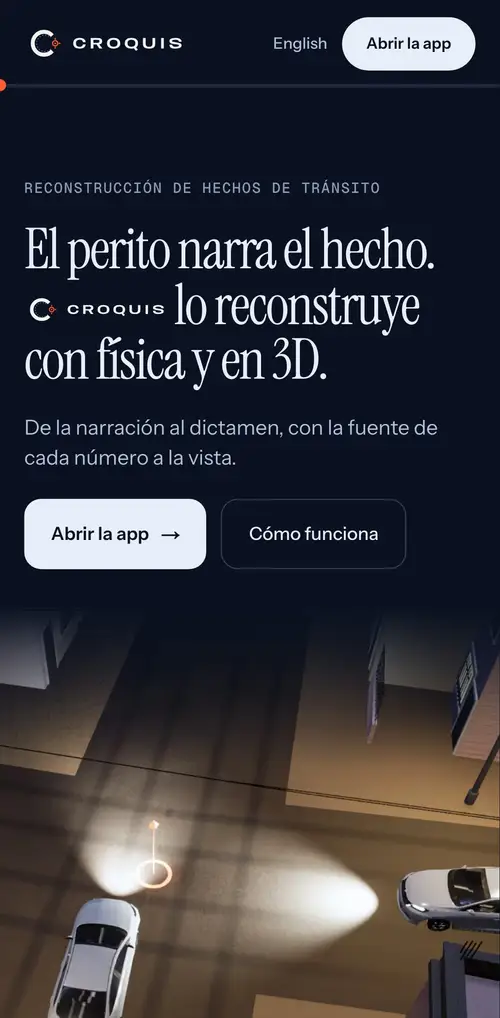 CROQUIS
English
Abrir la app
RECONSTRUCCIÓN DE HECHOS DE TRÁNSITO
El perito narra el hecho.
CROQUIS lo reconstruye
con física y en 3D.
De la narración al dictamen, con la fuente de
cada número a la vista.
Abrir la app →
Cómo funciona